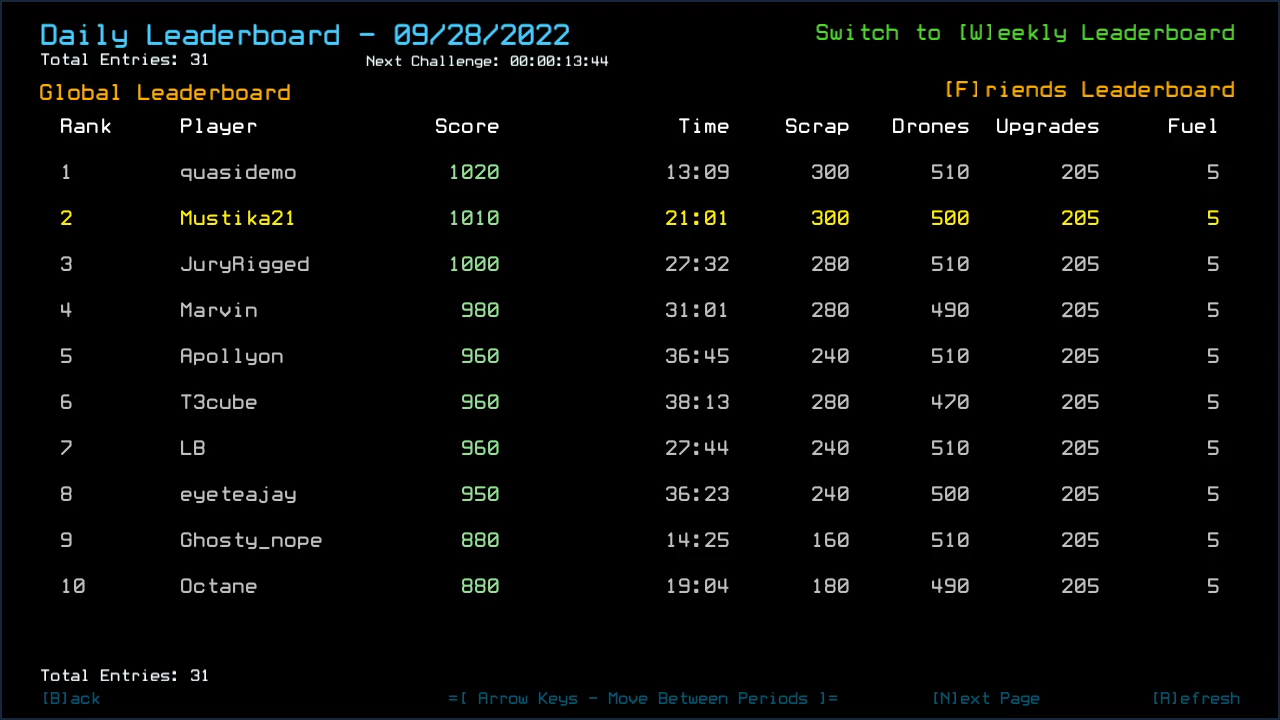 Daily Leaderboard - 09/28/2022 Switch to [W]eekly Leaderboard
Total Entries: 31 Next Challenge: 00:00:13:44
Global Leaderboard [F]riends Leaderboard
Rank Player Score Time Scrap Drones Upgrades Fuel
1 quasidemo 1020 13:09 300 510 205 5
2 Mustika21 1010 21:01 300 500 205 5
3 JuryRigged 1000 27:32 280 510 205 5
4 Marvin 980 31:01 280 490 205 5
5 Apollyon 960 36:45 240 510 205 5
6 T3cube 960 38:13 280 470 205 5
7 LB 960 27:44 240 510 205 5
8 eyeteajay 950 36:23 240 500 205 5
9 Ghosty_nope 880 14:25 160 510 205 5
10 Octane 880 19:04 180 490 205 5
Total Entries: 31
[B]ack =[ Arrow Keys - Move Between Periods ]= [N]ext Page [R]efresh